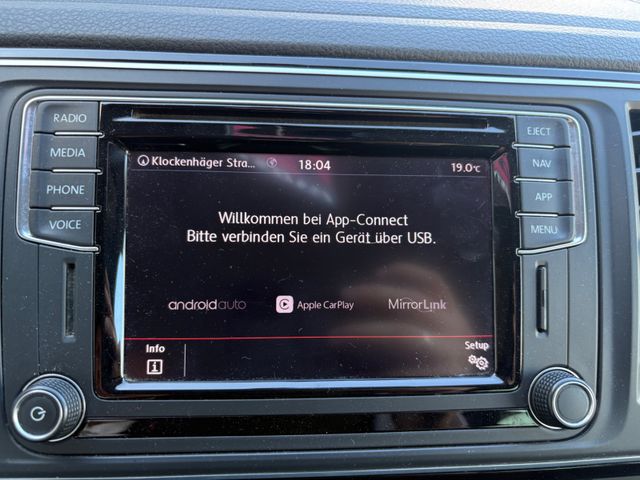 RADIO
MEDIA
PHONE
VOICE
EJECT
NAV
APP
MENU
Klockenhäger Stra... 18:04 19.0°C
Willkommen bei App-Connect
Bitte verbinden Sie ein Gerät über USB.
androidauto Apple CarPlay MirrorLink
Info Setup
i